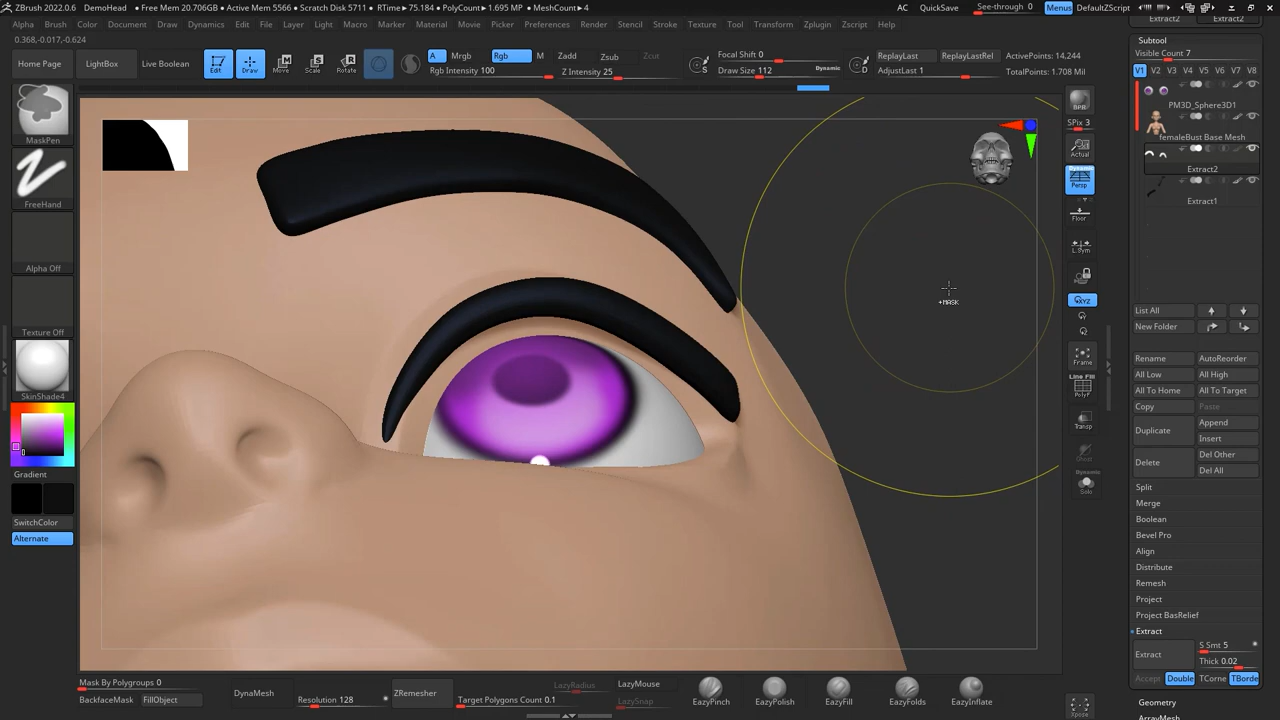 ZBrush 2022.0.6 DemoHead • Free Mem 20.706GB • Active Mem 5566 • Scratch Disk 5711 • RTime▸75.184 • PolyCount▸1.695 MP • MeshCount▸4
AC QuickSave See-through 0 Menus DefaultZScript
Alpha Brush Color Document Draw Dynamics Edit File Layer Light Macro Marker Material Movie Picker Preferences Render Stencil Stroke Texture Tool Transform Zplugin Zscript Help
0.368,-0.017,-0.624
Home Page LightBox Live Boolean
Edit Draw Move Scale Rotate
A Mrgb Rgb M Zadd Zsub Zcut
Rgb Intensity 100 Z Intensity 25
S
Focal Shift 0
Draw Size 112 Dynamic
D
ReplayLast ReplayLastRel
AdjustLast 1
ActivePoints: 14,244
TotalPoints: 1.708 Mil
MaskPen
FreeHand
Alpha Off
Texture Off
SkinShade4
Gradient
SwitchColor
Alternate
+MASK
BPR
SPix 3
Actual
Dynamic
Persp
Floor
L.Sym
XYZ
Frame
Line Fill
PolyF
Transp
Ghost
Dynamic
Solo
Xpose
Extract2 Extract2
Subtool
Visible Count 7
V1 V2 V3 V4 V5 V6 V7 V8
PM3D_Sphere3D1
femaleBust Base Mesh
Extract2
Extract1
List All
New Folder
Rename AutoReorder
All Low All High
All To Home All To Target
Copy Paste
Duplicate Append
Insert
Delete Del Other
Del All
Split
Merge
Boolean
Bevel Pro
Align
Distribute
Remesh
Project
Project BasRelief
Extract
Extract S Smt 5
Thick 0.02
Accept Double TCorne TBorde
Geometry
ArrayMesh
Mask By Polygroups 0
BackfaceMask FillObject
DynaMesh
Resolution 128
ZRemesher
Target Polygons Count 0.1
LazyRadius
LazyMouse
LazySnap
EazyPinch EazyPolish EazyFill EazyFolds EazyInflate